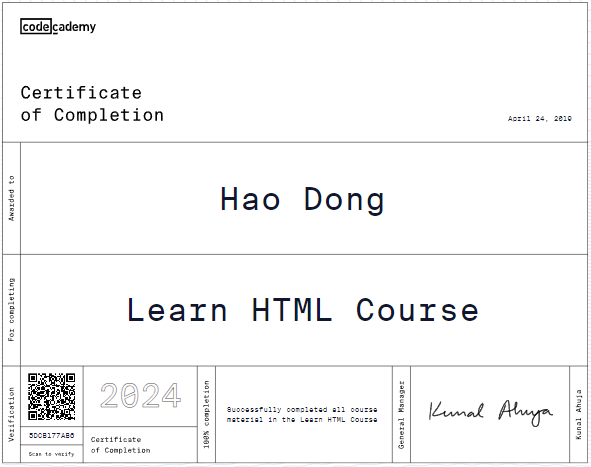 codecademy
Certificate
of Completion
April 24, 2019
Awarded to
Hao Dong
For completing
Learn HTML Course
Verification
5DCB177AB6
Scan to verify
2024
Certificate
of Completion
100% completion
Successfully completed all course
material in the Learn HTML Course
General Manager
Kunal Ahuja
Kunal Ahuja